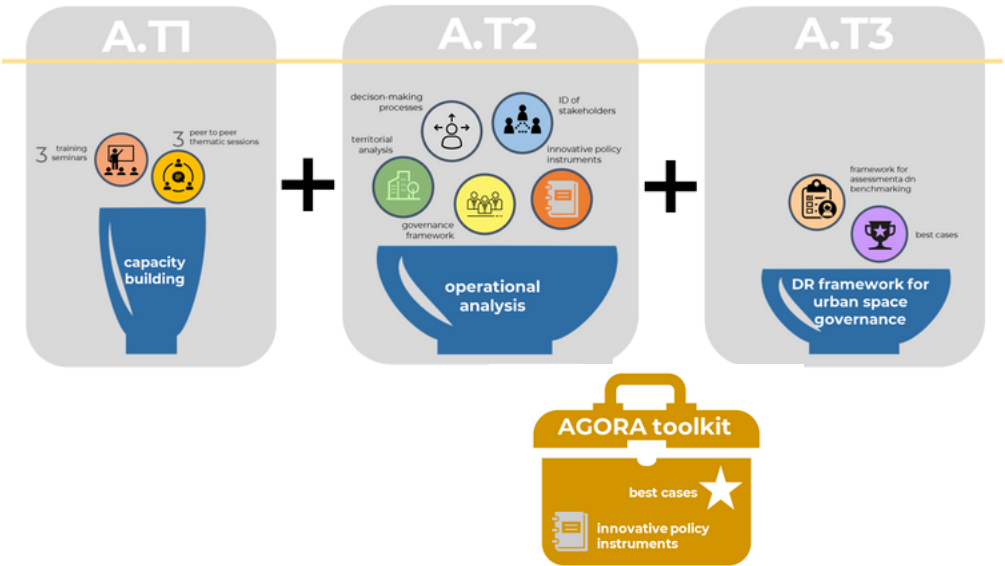 A.T1
3 training
seminars
3 peer to peer
thematic sessions
capacity
building
A.T2
decison-making
processes
ID of
stakeholders
territorial
analysis
innovative policy
instruments
governance
framework
operational
analysis
A.T3
framework for
assessmenta dn
benchmarking
best cases
DR framework for
urban space
governance
AGORA toolkit
best cases
innovative policy
instruments